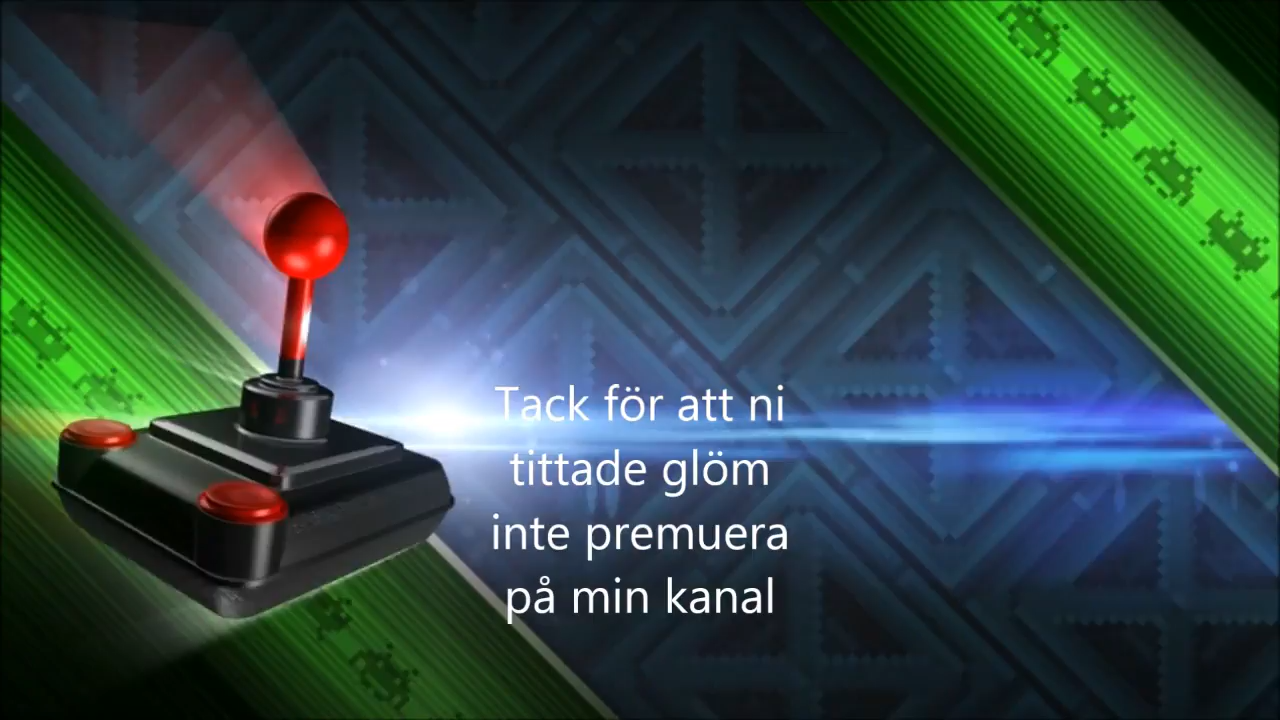 Tack för att ni
tittade glöm
inte premuera
på min kanal